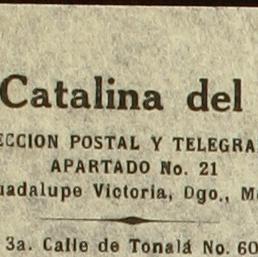 Catalina del
ECCION POSTAL Y TELEGRA
APARTADO No. 21
uadalupe Victoria, Dgo., M
3a. Calle de Tonalá No. 60